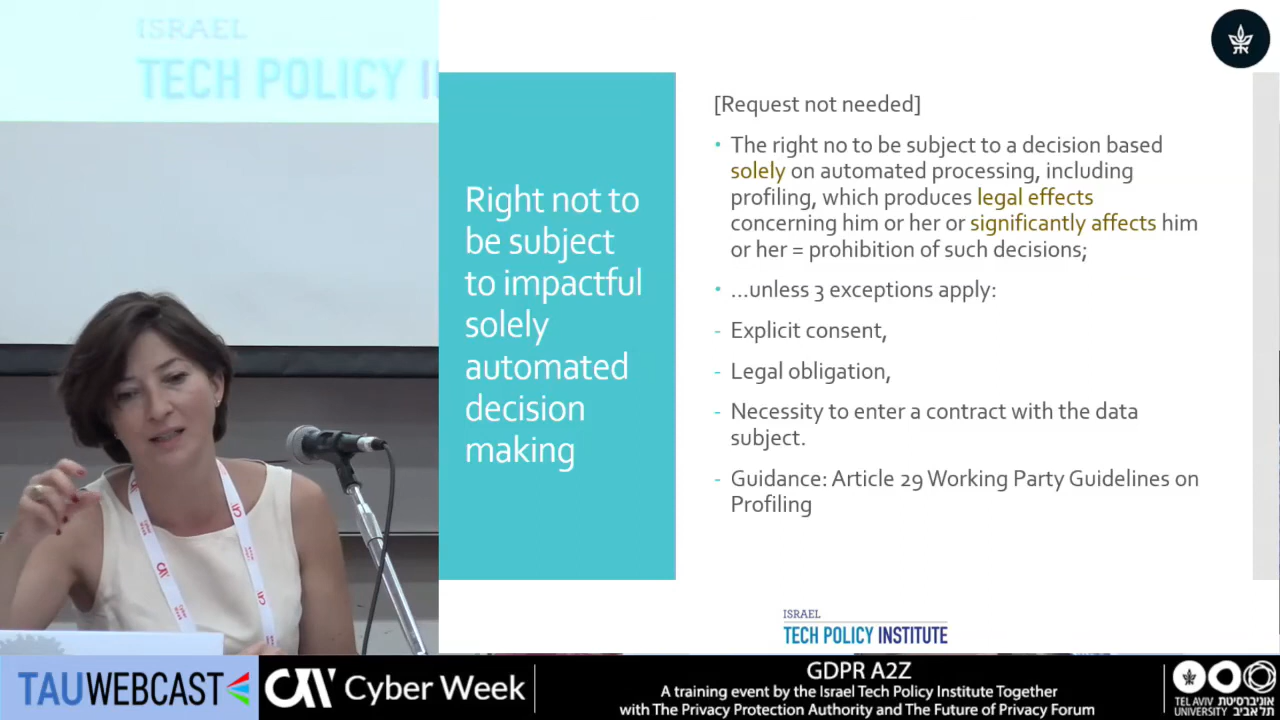 ISRAEL
TECH POLICY I
Right not to
be subject
to impactful
solely
automated
decision
making
[Request not needed]
• The right no to be subject to a decision based
solely on automated processing, including
profiling, which produces legal effects
concerning him or her or significantly affects him
or her = prohibition of such decisions;
• ...unless 3 exceptions apply:
- Explicit consent,
- Legal obligation,
- Necessity to enter a contract with the data
subject.
- Guidance: Article 29 Working Party Guidelines on
Profiling
ISRAEL
TECH POLICY INSTITUTE
TAUWEBCAST
Cyber Week
GDPR A2Z
A training event by the Israel Tech Policy Institute Together
with The Privacy Protection Authority and The Future of Privacy Forum
TEL AVIV אוניברסיטת
UNIVERSITY תל אביב